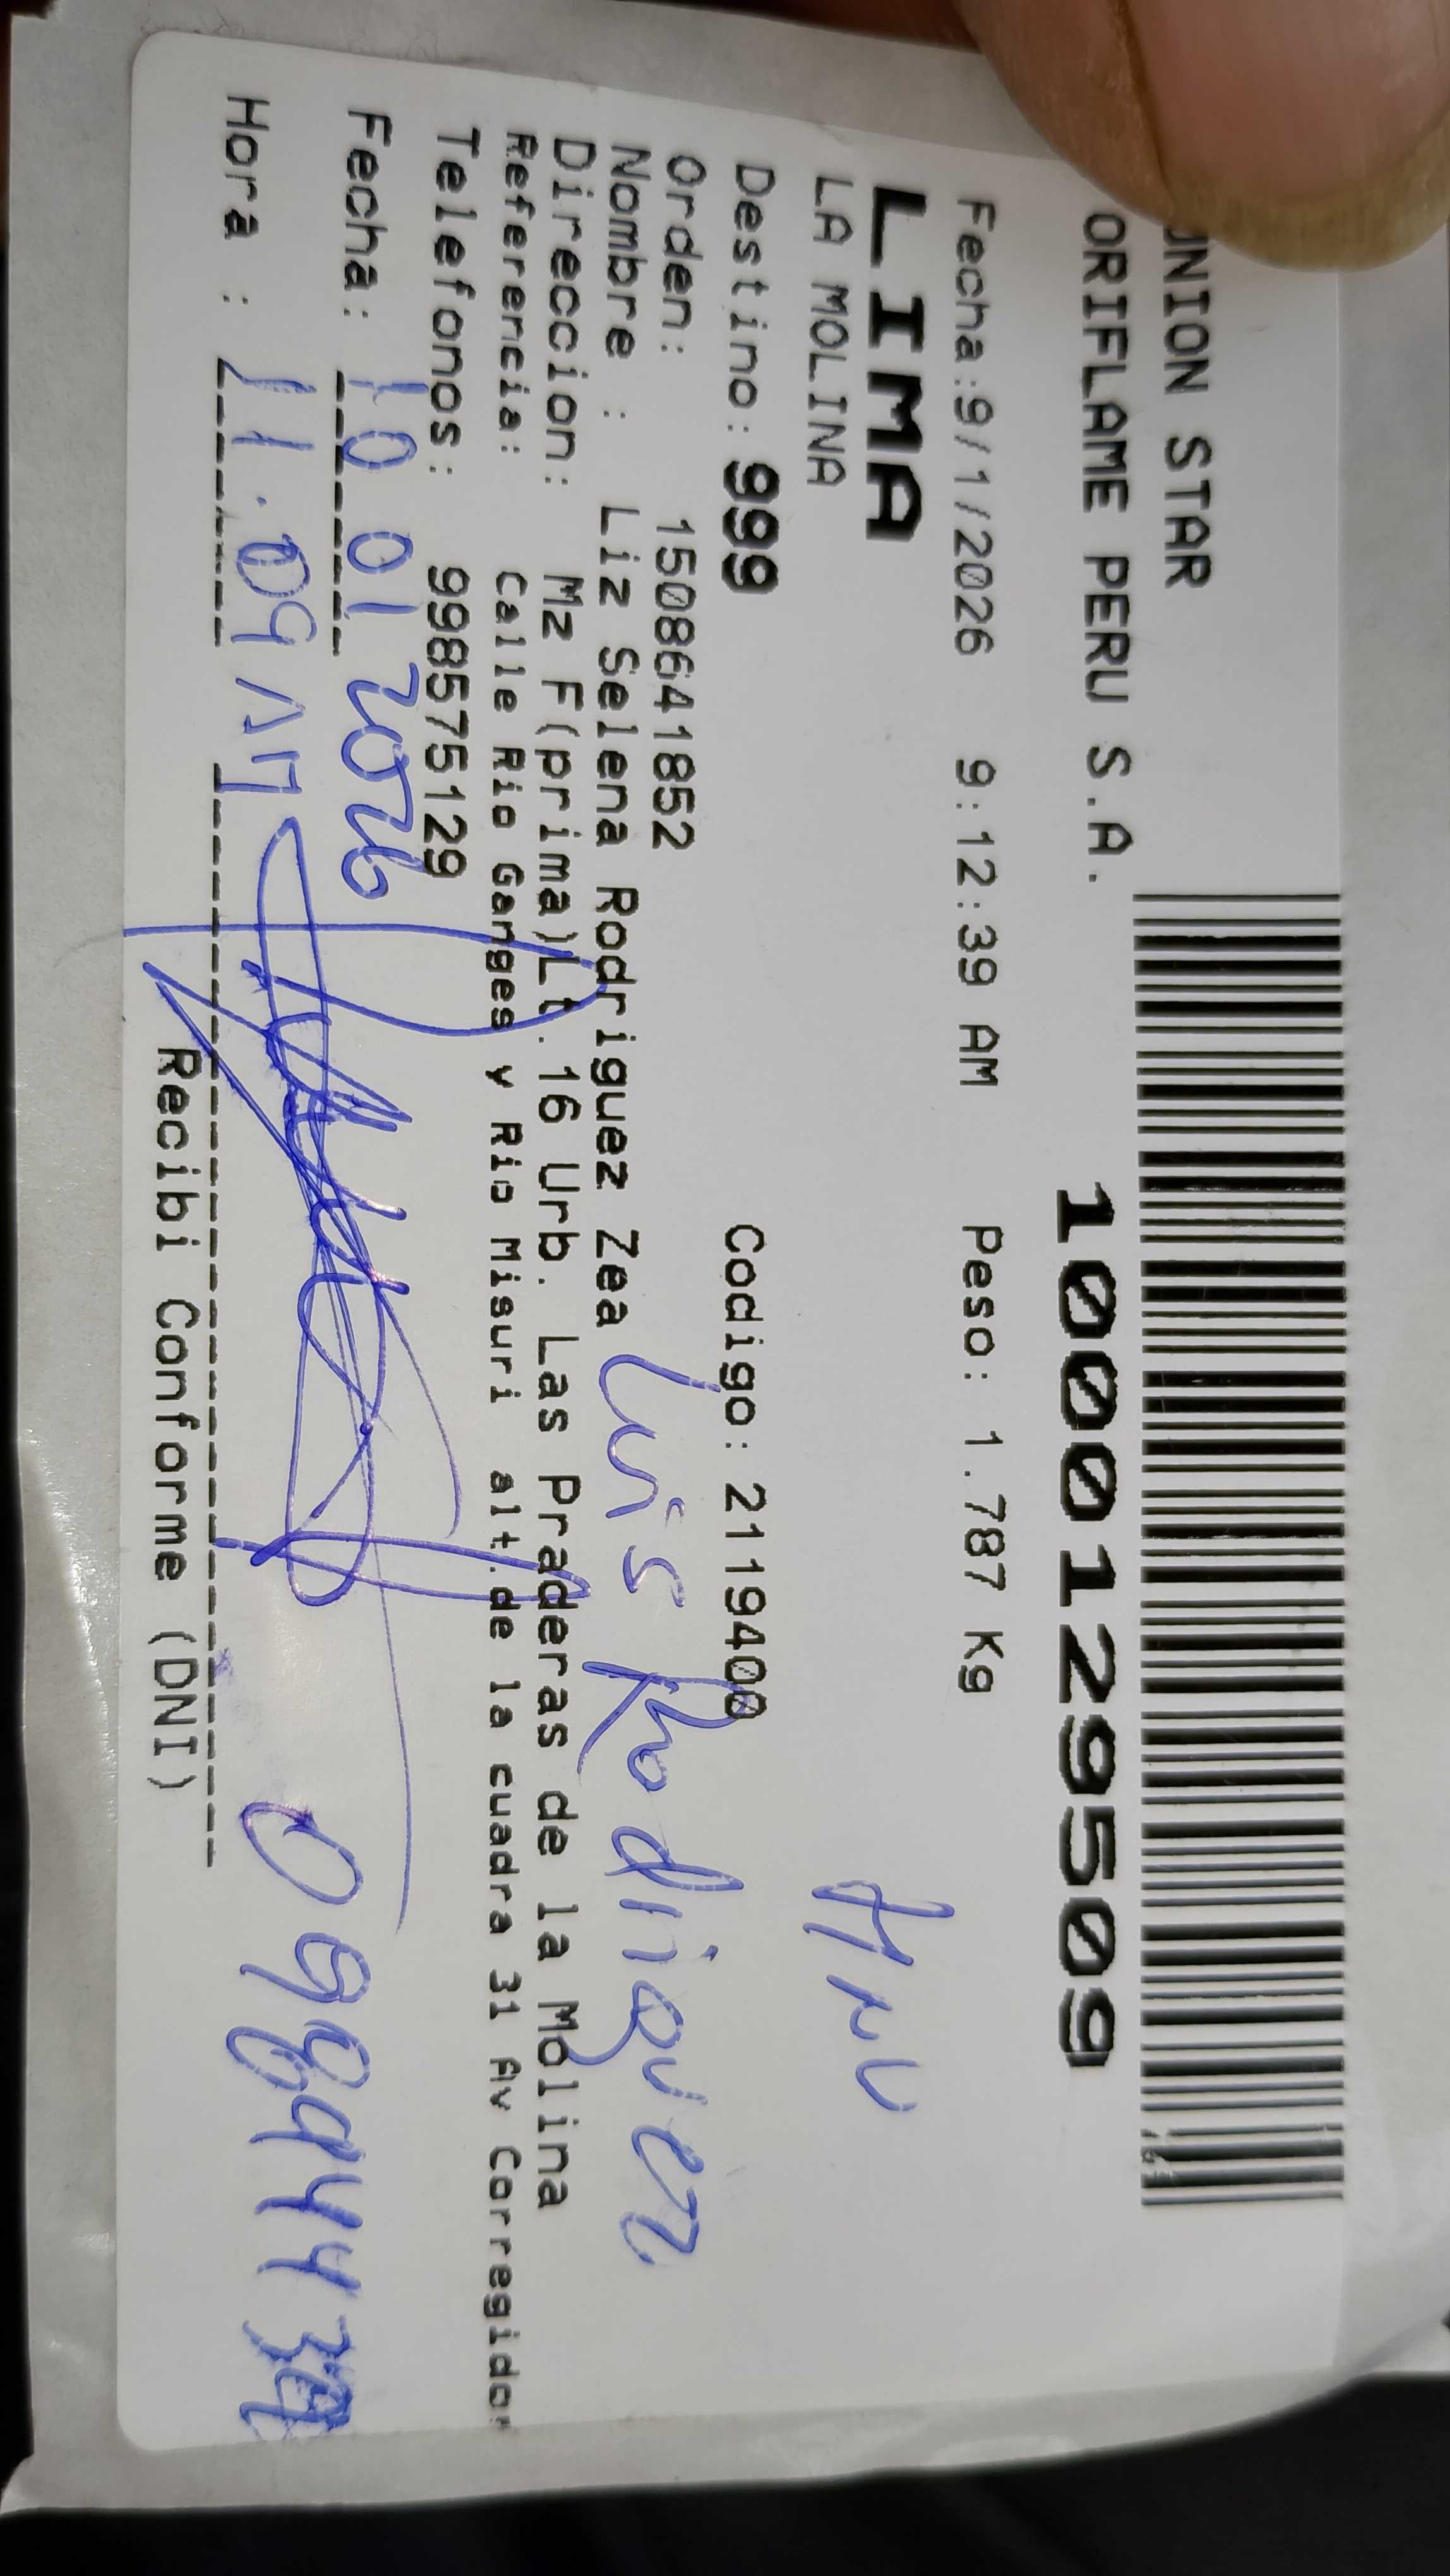 UNION STAR
ORIFLAME PERU S.A.
1000129509
Fecha:9/1/2026 9:12:39 AM Peso: 1.787 Kg
LIMA
LA MOLINA
Destino: 999 Codigo: 2119400
Orden: 1508641852
Nombre : Liz Selena Rodriguez Zea Luis Rodriguez
Direccion: Mz F(prima)Lt.16 Urb. Las Praderas de la Molina
Referencia: Calle Rio Ganges y Rio Misuri alt.de la cuadra 31 Av Corregidor
Telefonos: 998575129
Fecha: 10 01 2026
Hora : 11.09 AM
Recibi Conforme (DNI)